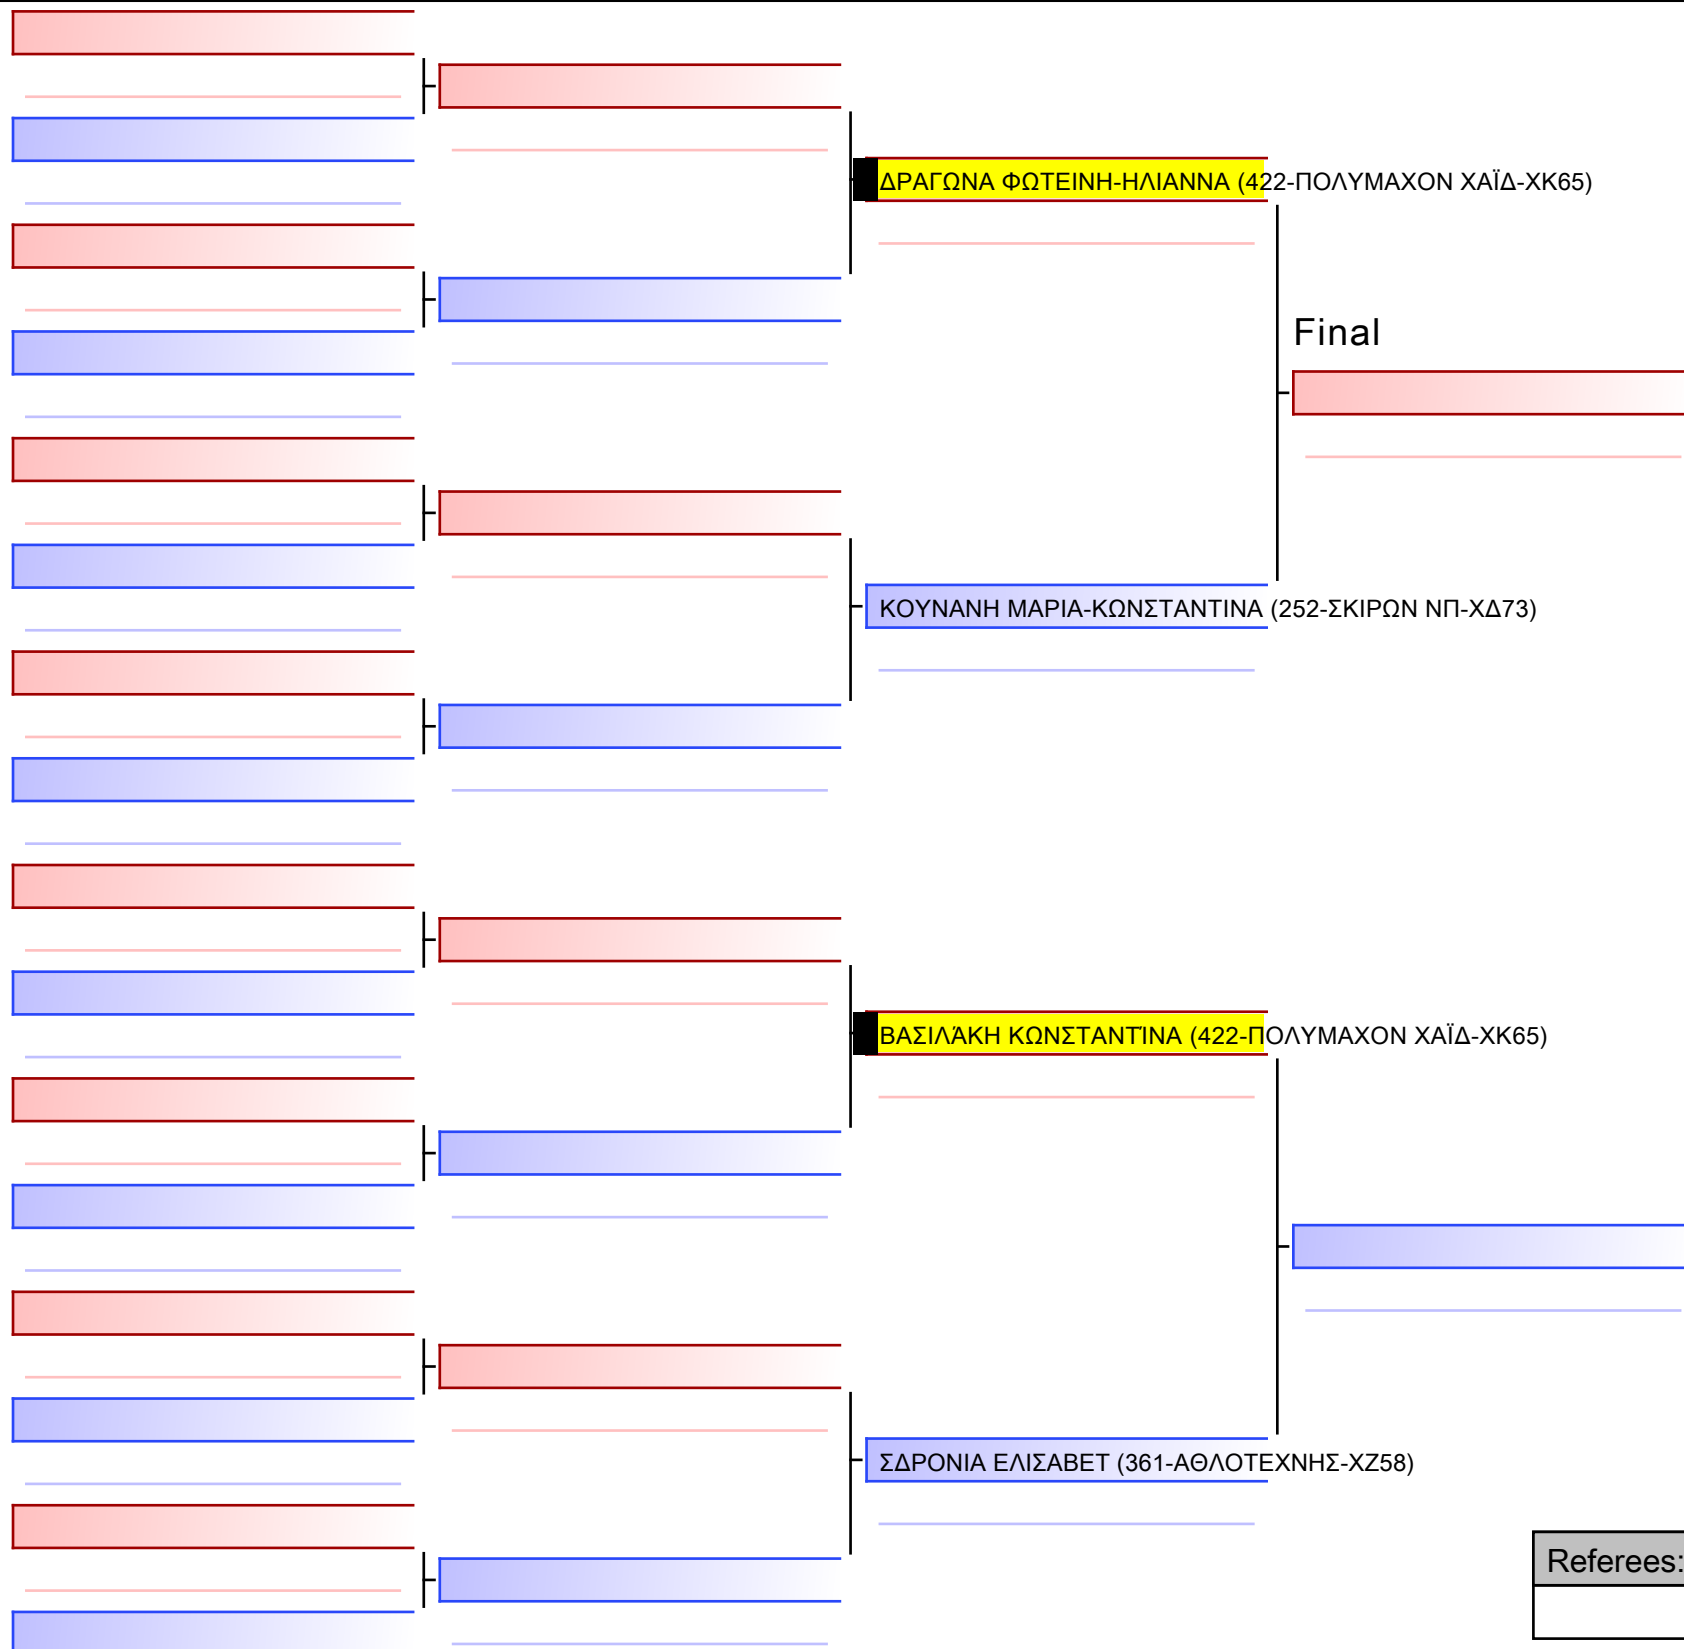 ΔΡΑΓΩΝΑ ΦΩΤΕΙΝΗ-ΗΛΙΑΝΝΑ (422-ΠΟΛΥΜΑΧΟΝ ΧΑΪΔ-ΧΚ65)
Final
ΚΟΥΝΑΝΗ ΜΑΡΙΑ-ΚΩΝΣΤΑΝΤΙΝΑ (252-ΣΚΙΡΩΝ ΝΠ-ΧΔ73)
ΒΑΣΙΛΆΚΗ ΚΩΝΣΤΑΝΤΊΝΑ (422-ΠΟΛΥΜΑΧΟΝ ΧΑΪΔ-ΧΚ65)
ΣΔΡΟΝΙΑ ΕΛΙΣΑΒΕΤ (361-ΑΘΛΟΤΕΧΝΗΣ-ΧΖ58)
Referees: